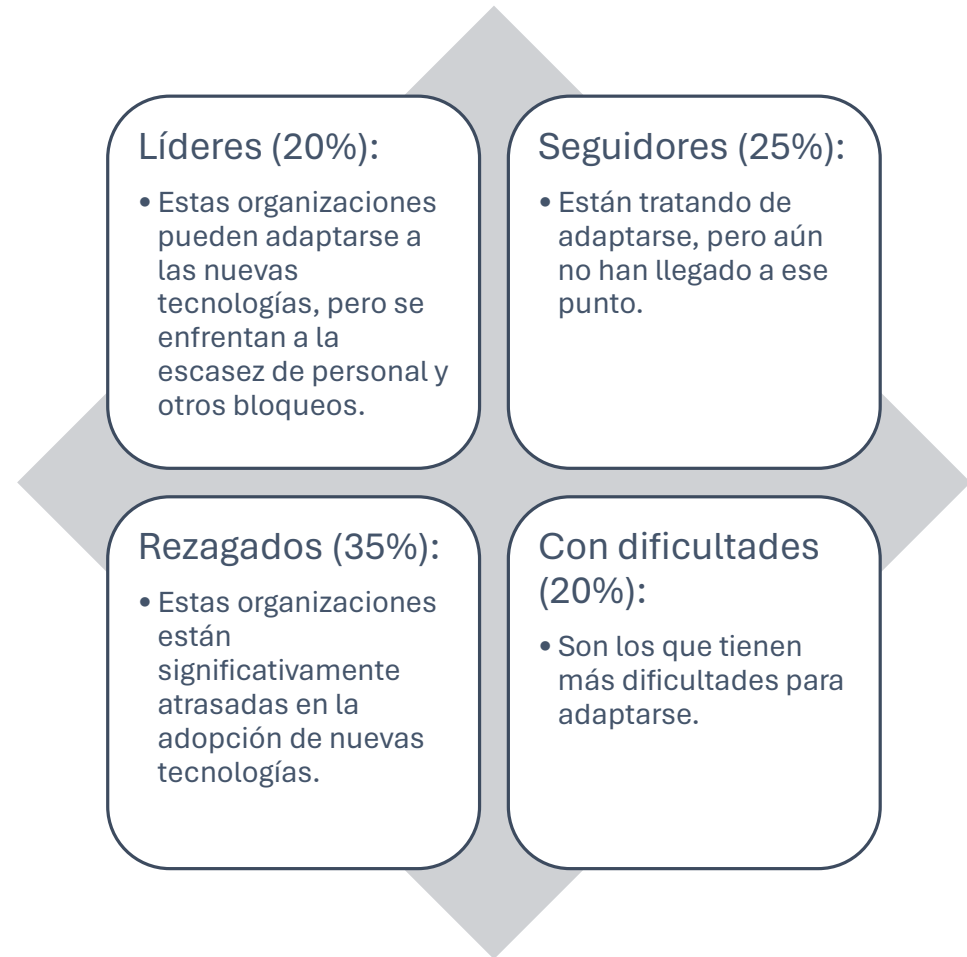 Líderes (20%):
• Estas organizaciones
pueden adaptarse a
las nuevas
tecnologías, pero se
enfrentan a la
escasez de personal y
otros bloqueos.
Seguidores (25%):
• Están tratando de
adaptarse, pero aún
no han llegado a ese
punto.
Rezagados (35%):
• Estas organizaciones
están
significativamente
atrasadas en la
adopción de nuevas
tecnologías.
Con dificultades
(20%):
• Son los que tienen
más dificultades para
adaptarse.